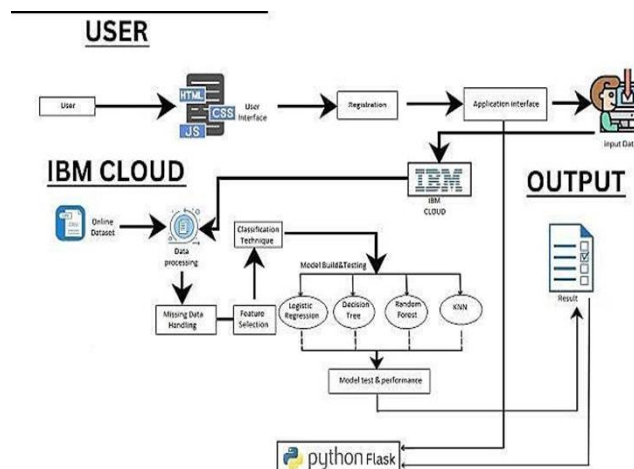 USER
User
HTML
CSS
JS
User
Interface
Registration
Application interface
input Dat
IBM CLOUD
IBM
IBM
CLOUD
OUTPUT
Online
Dataset
Data
processing
Classification
Technique
Model Build&Testing
Missing Data
Handling
Feature
Selection
Logistic
Regression
Decision
Tree
Random
Forest
KNN
Result
Model test & performance
python Flask